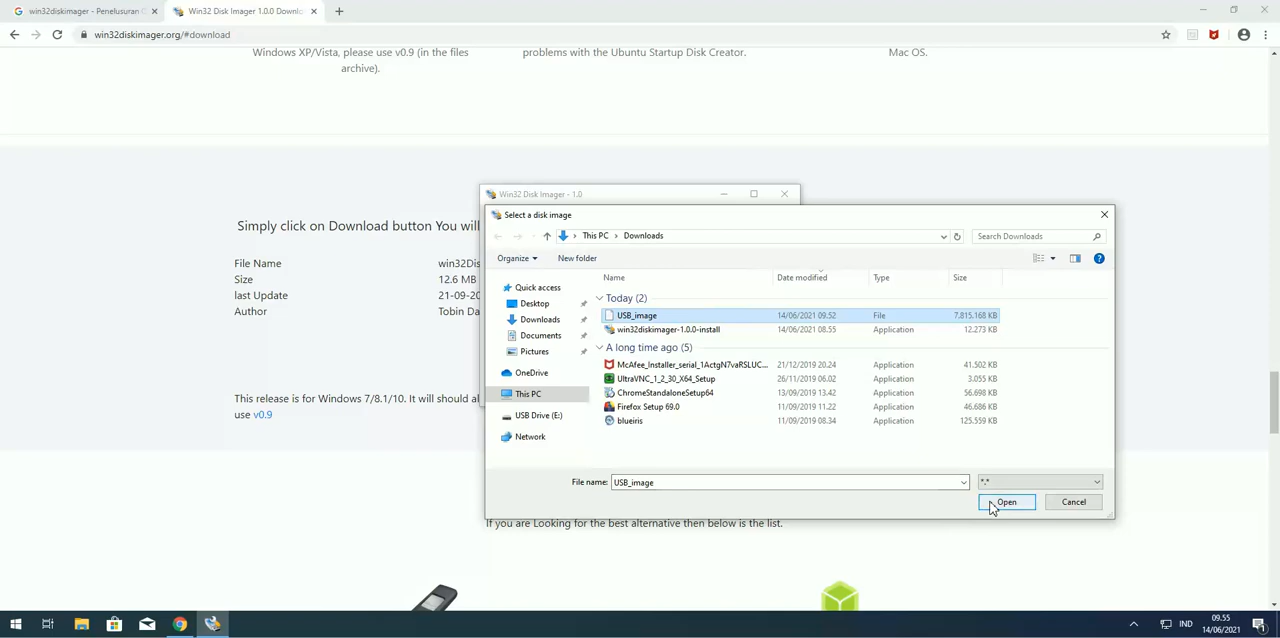 win32diskimager - Penelusuran G
Win32 Disk Imager 1.0.0 Downlo
win32diskimager.org/#download
Windows XP/Vista, please use v0.9 (in the files
archive).
problems with the Ubuntu Startup Disk Creator.
Mac OS.
Win32 Disk Imager - 1.0
Select a disk image
This PC > Downloads
Search Downloads
Organize
New folder
Name
Date modified
Type
Size
Quick access
Desktop
Downloads
Documents
Pictures
OneDrive
This PC
USB Drive (E:)
Network
Today (2)
USB_image 14/06/2021 09.52 File 7.815.168 KB
win32diskimager-1.0.0-install 14/06/2021 08.55 Application 12.273 KB
A long time ago (5)
McAfee_Installer_serial_1ActgN7vaRSLUC... 21/12/2019 20.24 Application 41.502 KB
UltraVNC_1_2_30_X64_Setup 26/11/2019 06.02 Application 3.055 KB
ChromeStandaloneSetup64 13/09/2019 13.42 Application 56.698 KB
Firefox Setup 69.0 11/09/2019 11.22 Application 46.686 KB
blueiris 11/09/2019 08.34 Application 125.559 KB
File name: USB_image
*.*
Open
Cancel
Simply click on Download button You will
File Name win32Dis
Size 12.6 MB
last Update 21-09-20
Author Tobin Da
This release is for Windows 7/8.1/10. It will should al
use v0.9
If you are Looking for the best alternative then below is the list.
IND
09.55
14/06/2021
1